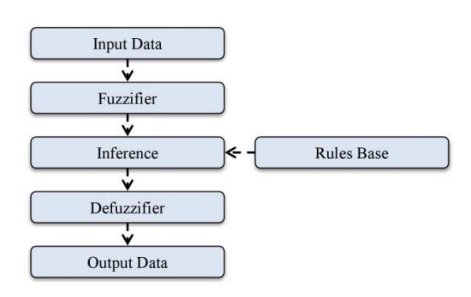 Input Data
Fuzzifier
Inference
Rules Base
Defuzzifier
Output Data